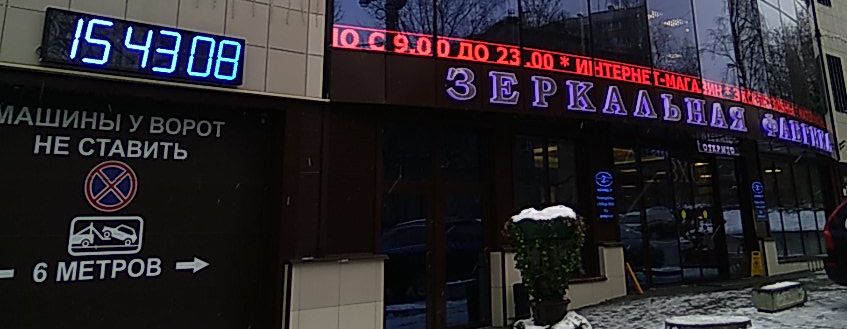 15 43 08
Ю С 9.00 ДО 23.00 * ИНТЕРНЕТ-МАГАЗИН *
ЗЕРКАЛЬНАЯ ФАБРИКА
ОТКРЫТО
МАШИНЫ У ВОРОТ
НЕ СТАВИТЬ
6 МЕТРОВ